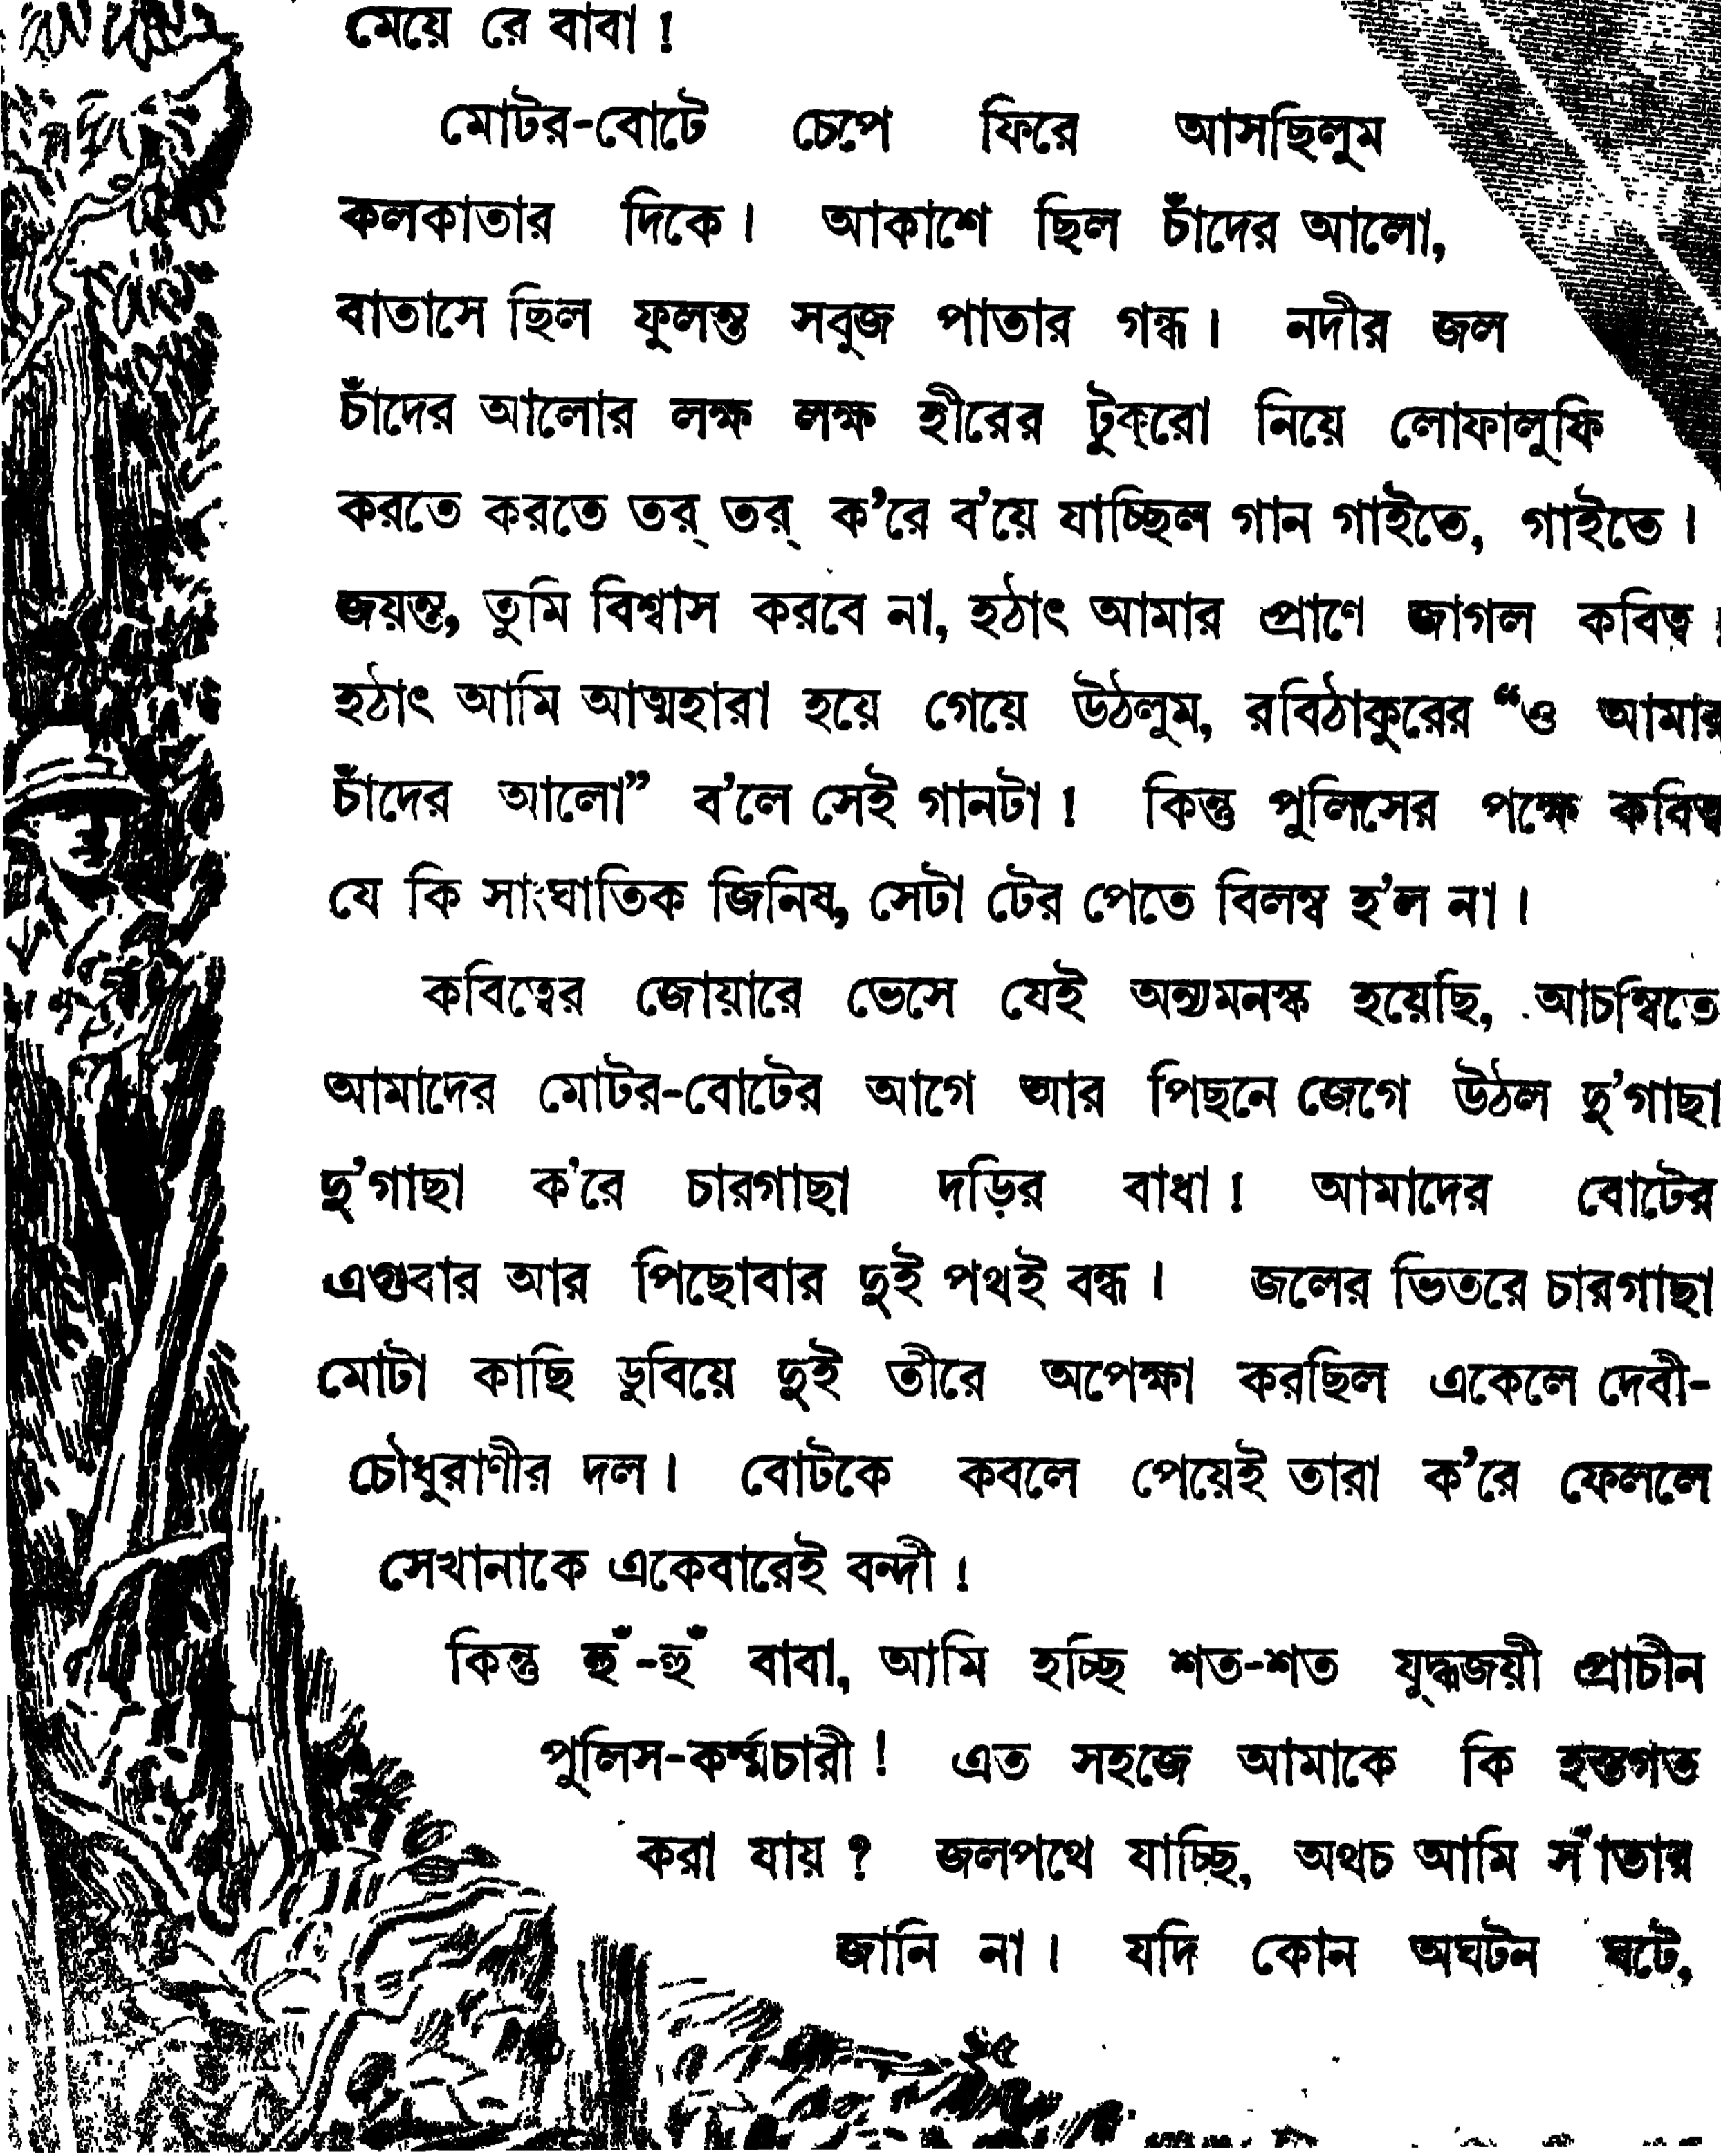 মেয়ে রে বাবা !
মোটর-বোটে চেপে ফিরে আসছিলুম
কলকাতার দিকে। আকাশে ছিল চাঁদের আলো,
বাতাসে ছিল ফুলন্ত সবুজ পাতার গন্ধ। নদীর জল
চাঁদের আলোর লক্ষ লক্ষ হীরের টুক্‌রো নিয়ে লোফালুফি
করতে করতে তর্ তর্ ক'রে ব'য়ে যাচ্ছিল গান গাইতে, গাইতে।
জয়ন্ত, তুমি বিশ্বাস করবে না, হঠাৎ আমার প্রাণে জাগল কবিত্ব।
হঠাৎ আমি আত্মহারা হয়ে গেয়ে উঠলুম, রবিঠাকুরের “ও আমার
চাঁদের আলো” ব'লে সেই গানটা ! কিন্তু পুলিসের পক্ষে কবিত্ব
যে কি সাংঘাতিক জিনিষ, সেটা টের পেতে বিলম্ব হ'ল না।
কবিত্বের জোয়ারে ভেসে যেই অন্যমনস্ক হয়েছি, আচম্বিতে
আমাদের মোটর-বোটের আগে আর পিছনে জেগে উঠল দু'গাছা
দু'গাছা ক'রে চারগাছা দড়ির বাধা ! আমাদের বোটের
এগুবার আর পিছোবার দুই পথই বন্ধ। জলের ভিতরে চারগাছা
মোটা কাছি ডুবিয়ে দুই তীরে অপেক্ষা করছিল একেলে দেবী-
চৌধুরাণীর দল। বোটকে কবলে পেয়েই তারা ক'রে ফেললে
সেখানাকে একেবারেই বন্দী !
কিন্তু হুঁ-হুঁ বাবা, আমি হচ্ছি শত-শত যুদ্ধজয়ী প্রাচীন
পুলিস-কর্ম্মচারী ! এত সহজে আমাকে কি হস্তগত
করা যায় ? জলপথে যাচ্ছি, অথচ আমি সাঁতার
জানি না। যদি কোন অঘটন ঘটে,
২৫